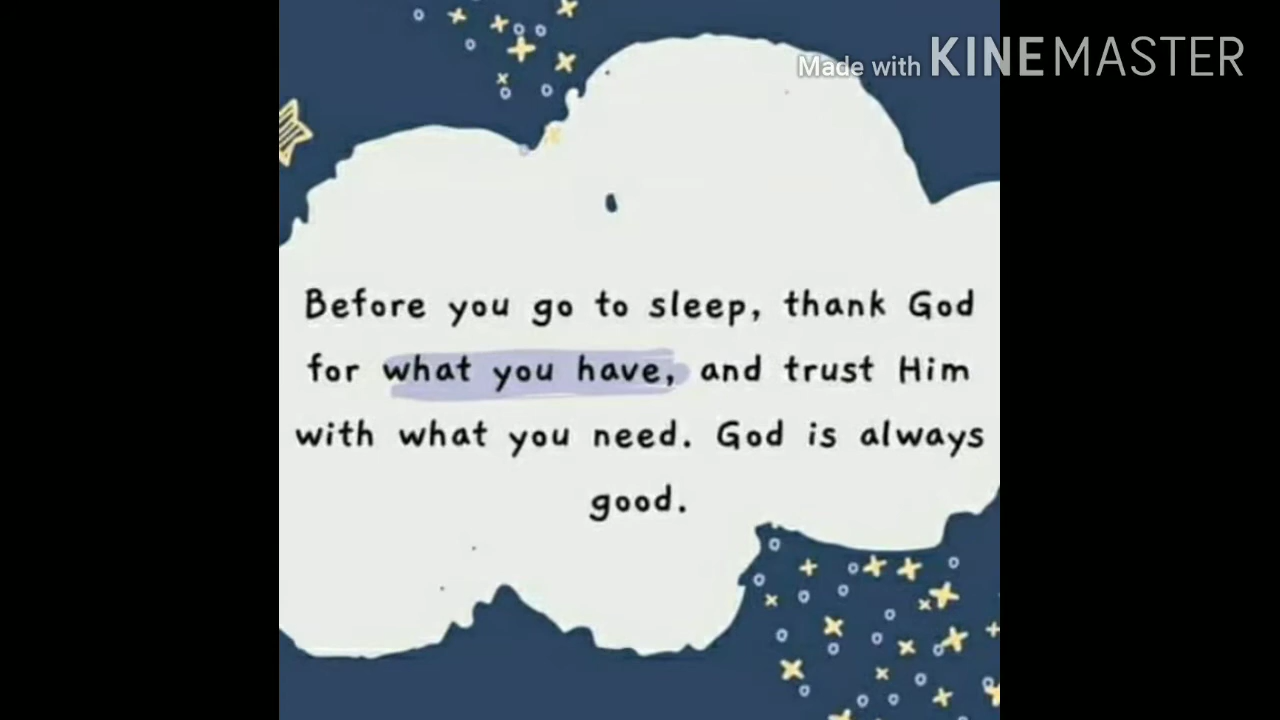 Made with KINEMASTER
Before you go to sleep, thank God
for what you have, and trust Him
with what you need. God is always
good.